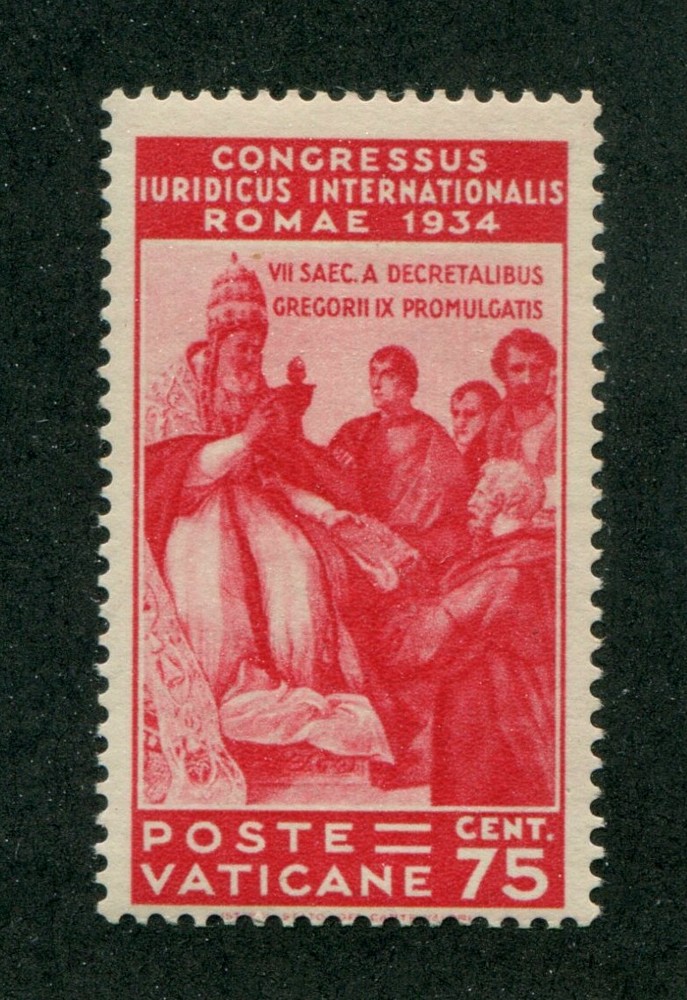 CONGRESSUS
IURIDICUS INTERNATIONALIS
ROMAE 1934
VII SAEC. A DECRETALIBUS
GREGORII IX PROMULGATIS
POSTE
VATICANE
CENT.
75